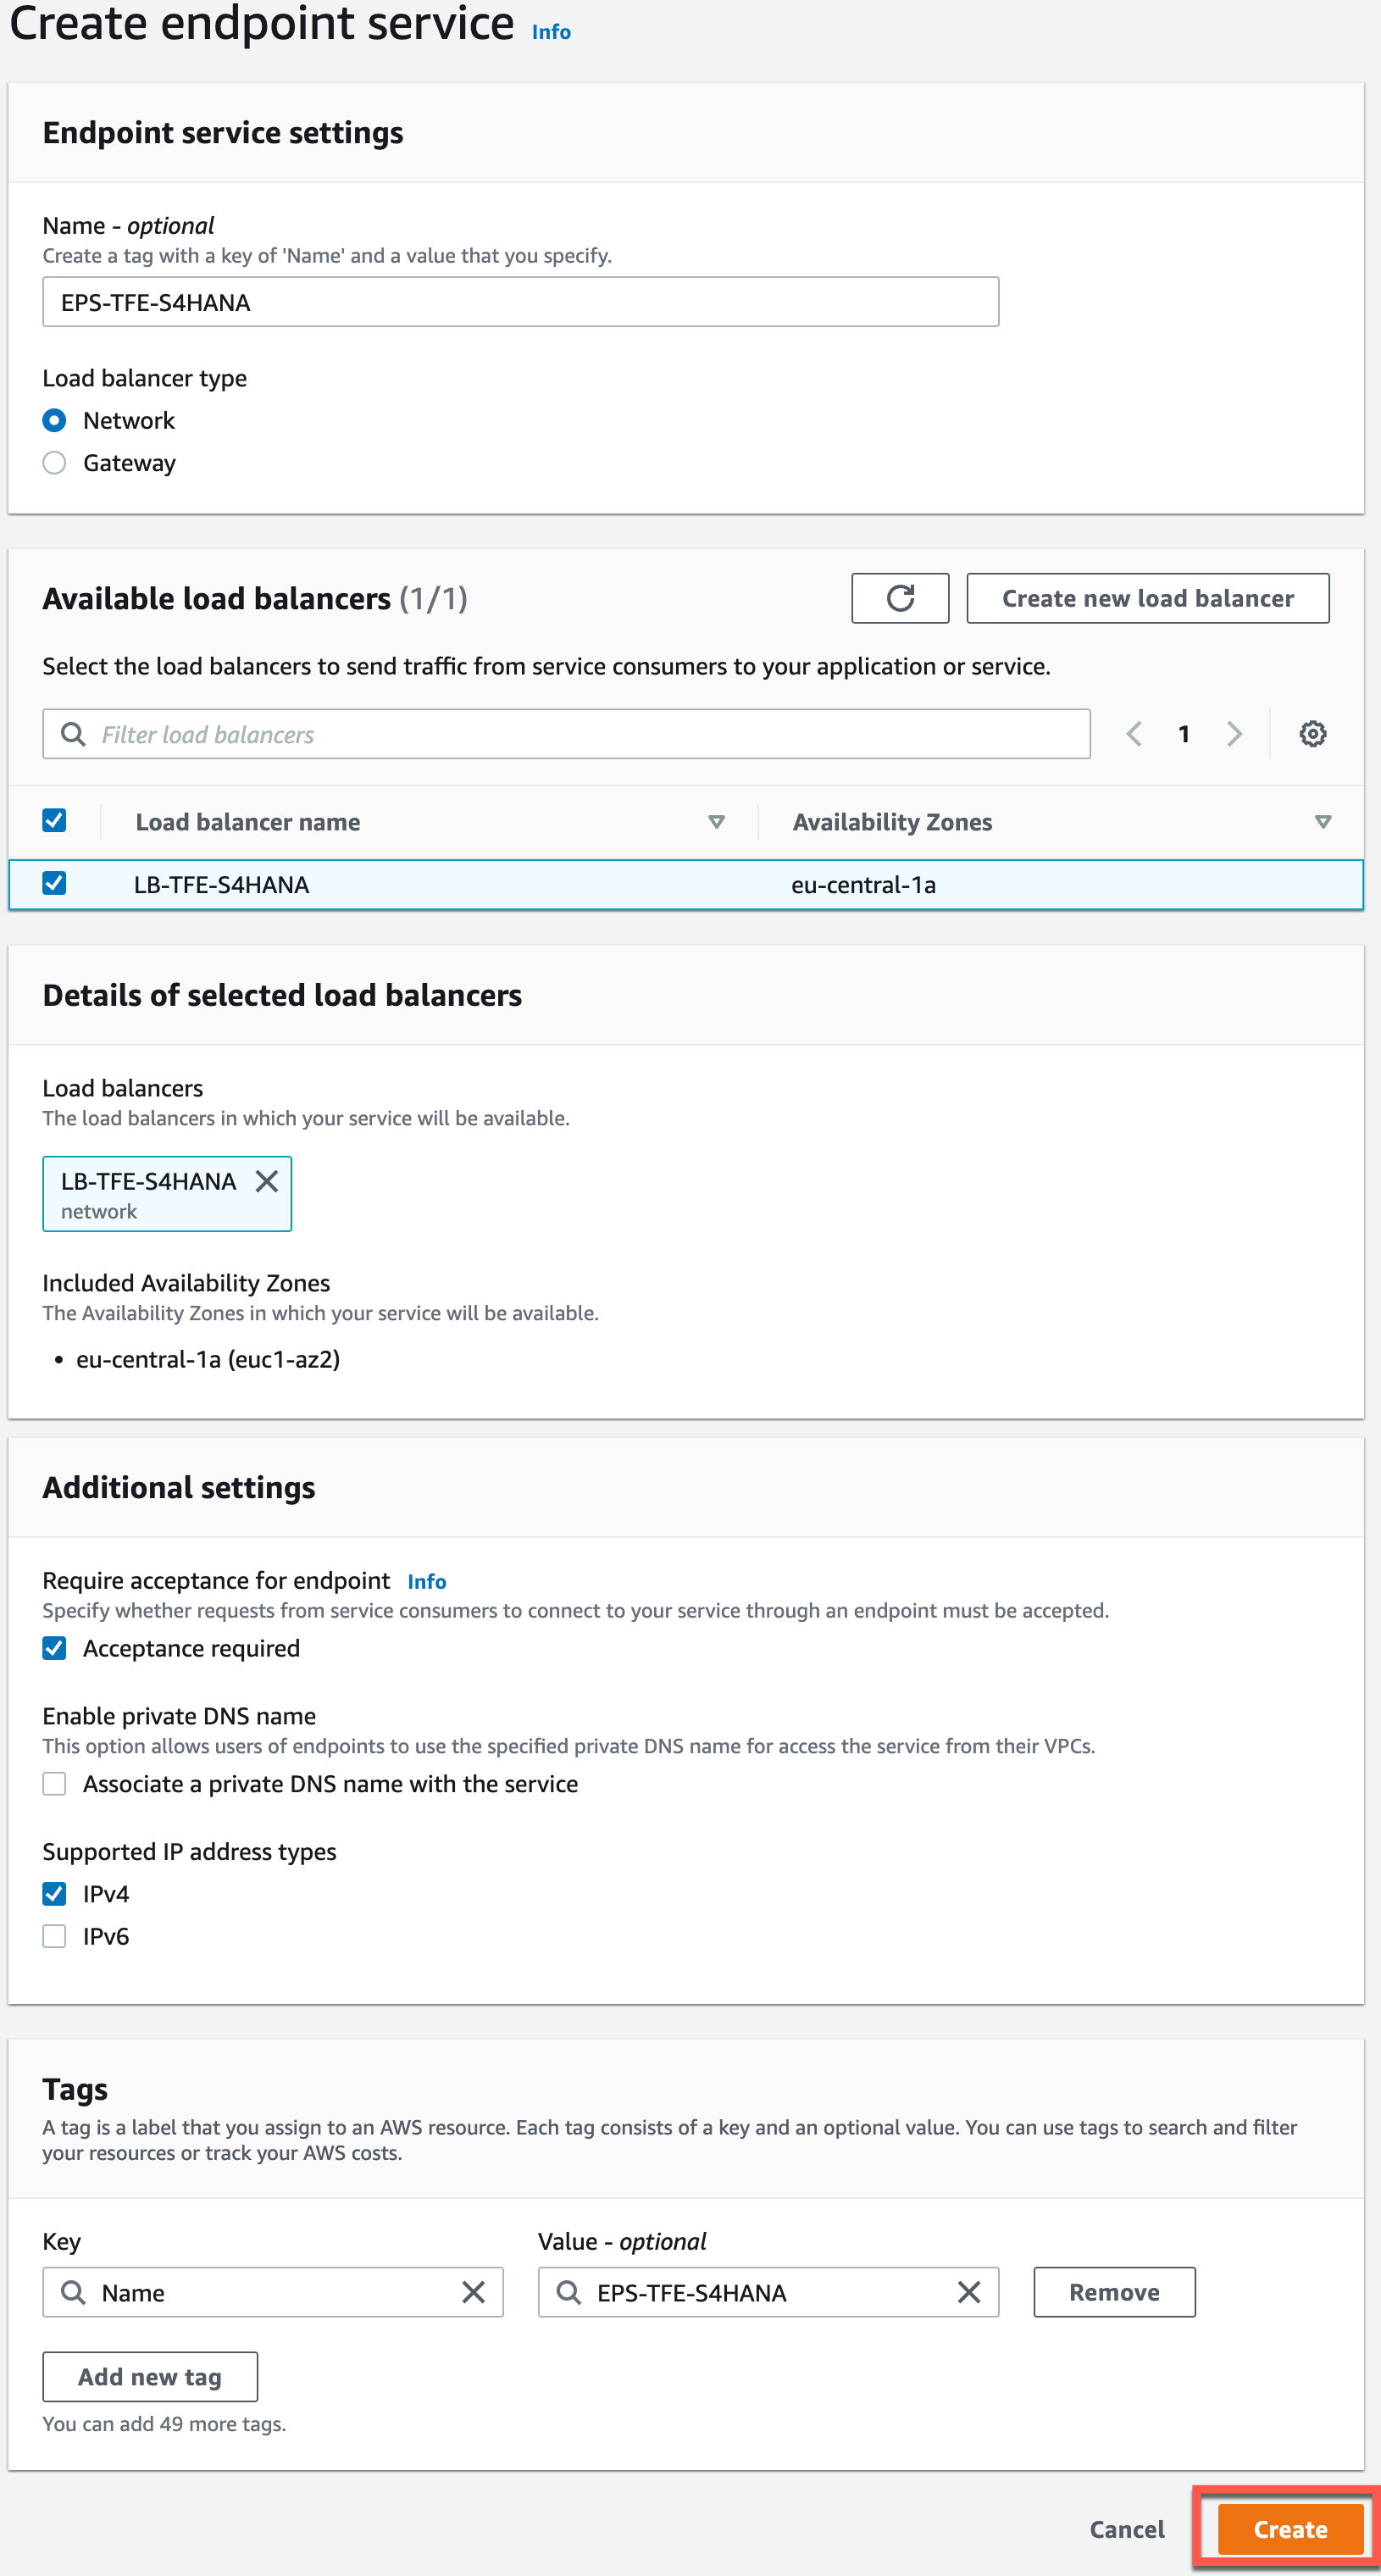 Create endpoint service Info
Endpoint service settings
Name - optional
Create a tag with a key of 'Name' and a value that you specify.
EPS-TFE-S4HANA
Load balancer type
Network
Gateway
Available load balancers (1/1)
Create new load balancer
Select the load balancers to send traffic from service consumers to your application or service.
Filter load balancers
1
Load balancer name
Availability Zones
LB-TFE-S4HANA
eu-central-1a
Details of selected load balancers
Load balancers
The load balancers in which your service will be available.
LB-TFE-S4HANA
network
Included Availability Zones
The Availability Zones in which your service will be available.
• eu-central-1a (euc1-az2)
Additional settings
Require acceptance for endpoint Info
Specify whether requests from service consumers to connect to your service through an endpoint must be accepted.
Acceptance required
Enable private DNS name
This option allows users of endpoints to use the specified private DNS name for access the service from their VPCs.
Associate a private DNS name with the service
Supported IP address types
IPv4
IPv6
Tags
A tag is a label that you assign to an AWS resource. Each tag consists of a key and an optional value. You can use tags to search and filter
your resources or track your AWS costs.
Key
Value - optional
Name
EPS-TFE-S4HANA
Remove
Add new tag
You can add 49 more tags.
Cancel
Create